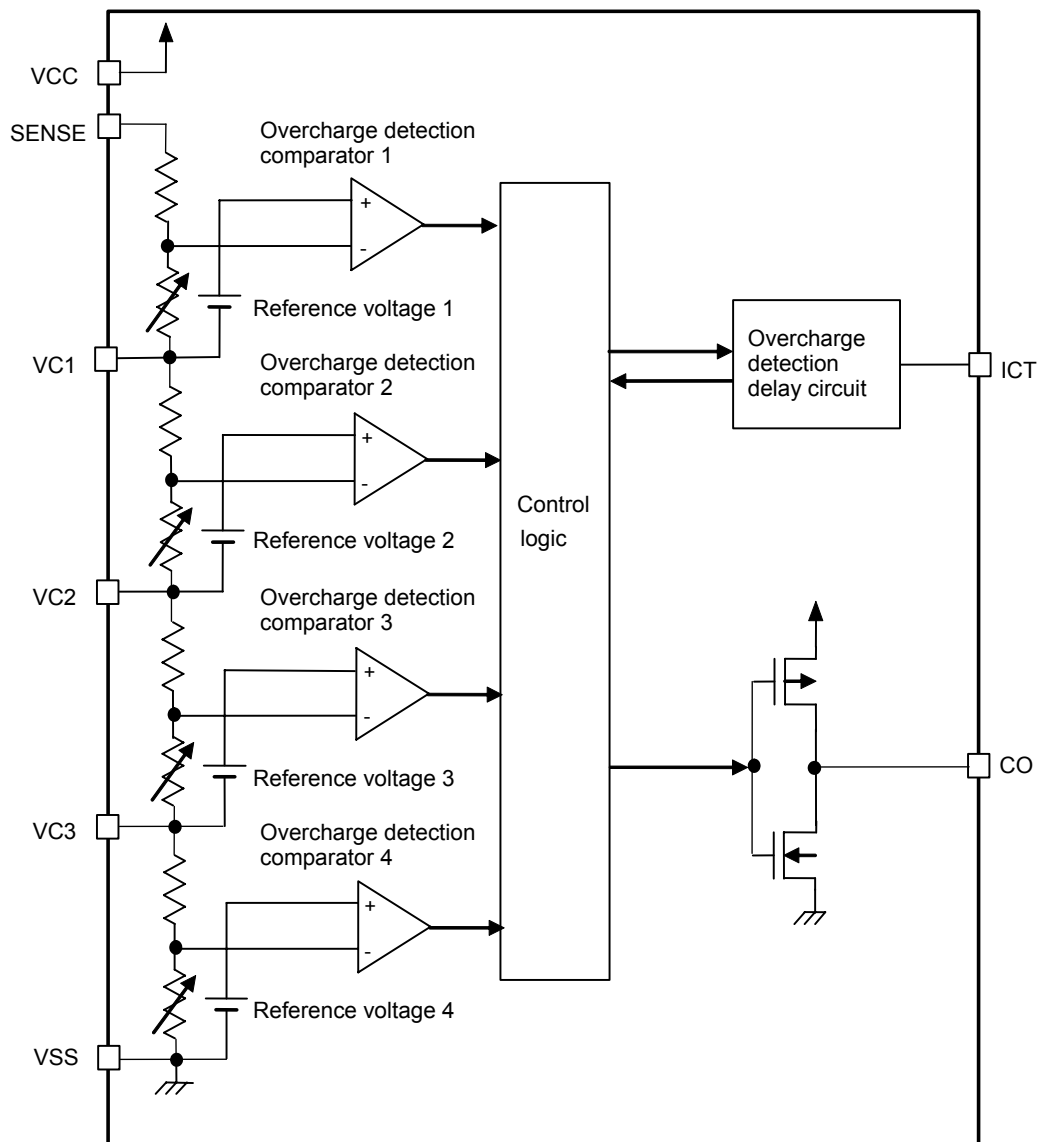 VCC
SENSE
Overcharge detection
comparator 1
+
-
Reference voltage 1
VC1
Overcharge detection
comparator 2
+
-
Reference voltage 2
VC2
Overcharge detection
comparator 3
+
-
Reference voltage 3
VC3
Overcharge detection
comparator 4
+
-
Reference voltage 4
VSS
Control
logic
Overcharge
detection
delay circuit
ICT
CO